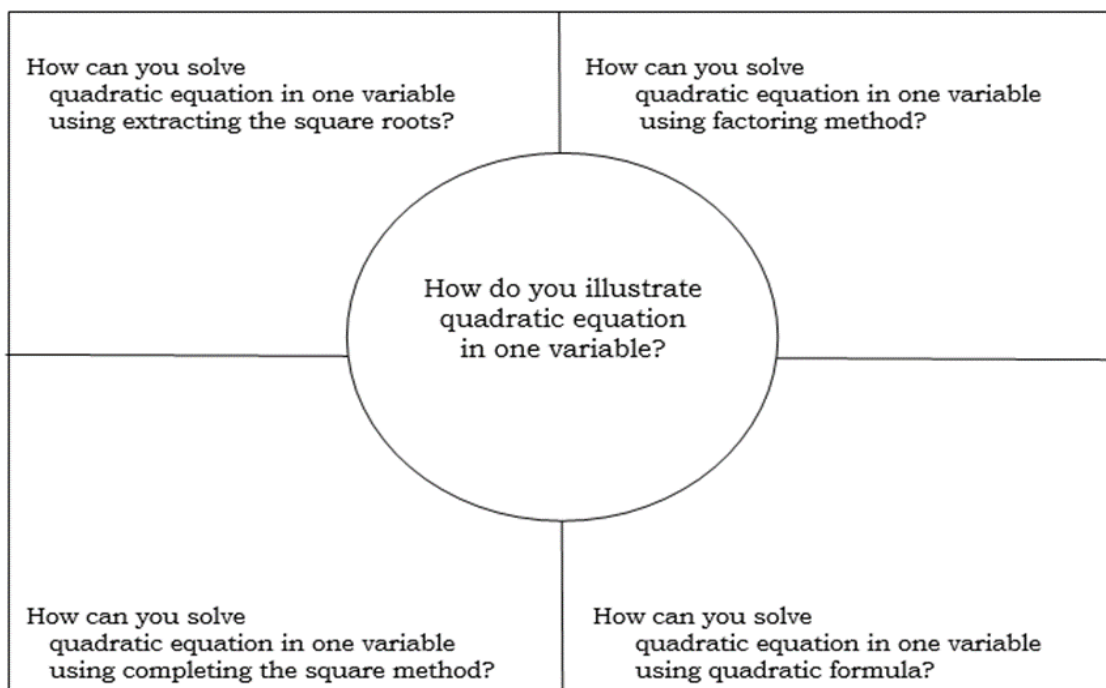 How can you solve
quadratic equation in one variable
using extracting the square roots?
How can you solve
quadratic equation in one variable
using factoring method?
How do you illustrate
quadratic equation
in one variable?
How can you solve
quadratic equation in one variable
using completing the square method?
How can you solve
quadratic equation in one variable
using quadratic formula?